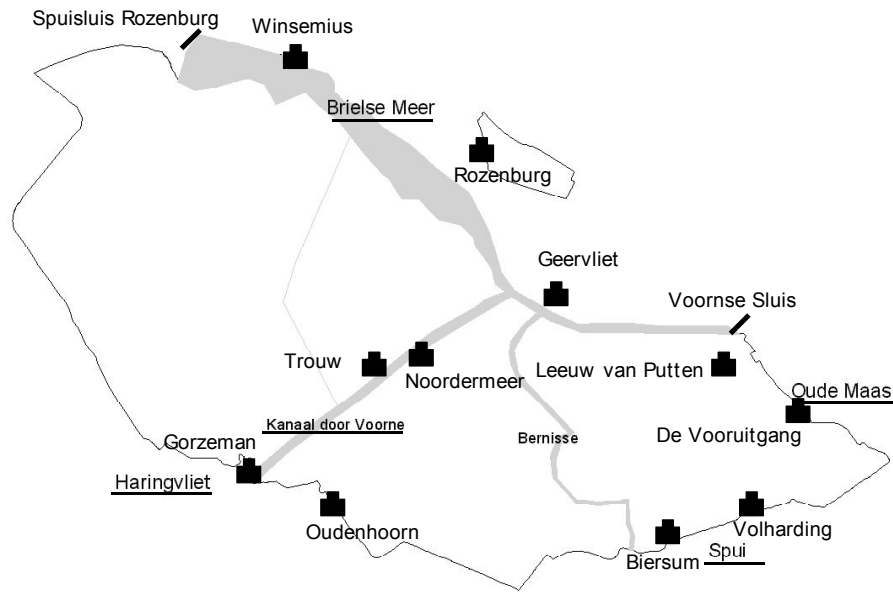 Spuisluis Rozenburg
Winsemius
Brielse Meer
Rozenburg
Geervliet
Voornse Sluis
Trouw
Noordermeer
Leeuw van Putten
Oude Maas
Kanaal door Voorne
De Vooruitgang
Gorzeman
Bernisse
Haringvliet
Oudenhoorn
Volharding
Biersum
Spui